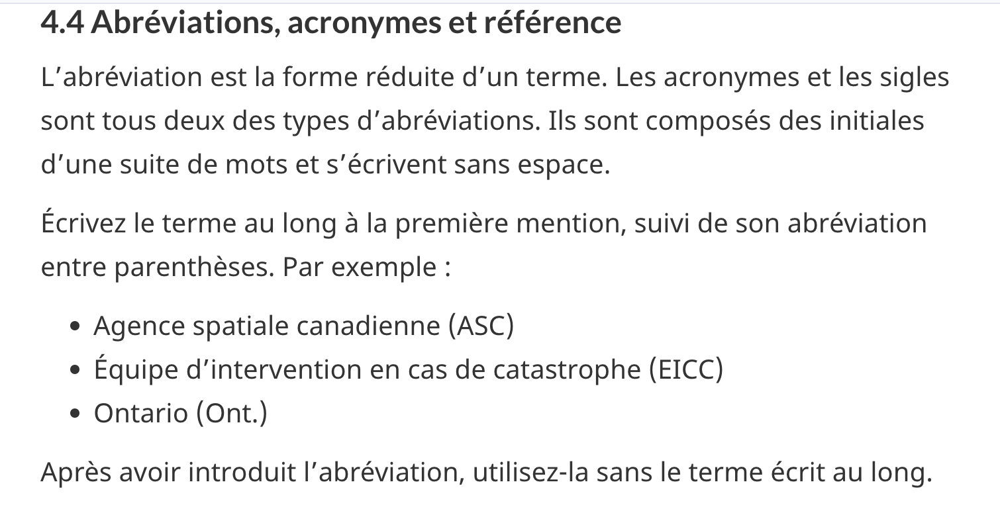 4.4 Abréviations, acronymes et référence
L’abréviation est la forme réduite d’un terme. Les acronymes et les sigles
sont tous deux des types d’abréviations. Ils sont composés des initiales
d’une suite de mots et s’écrivent sans espace.
Écrivez le terme au long à la première mention, suivi de son abréviation
entre parenthèses. Par exemple :
• Agence spatiale canadienne (ASC)
• Équipe d’intervention en cas de catastrophe (EICC)
• Ontario (Ont.)
Après avoir introduit l’abréviation, utilisez-la sans le terme écrit au long.